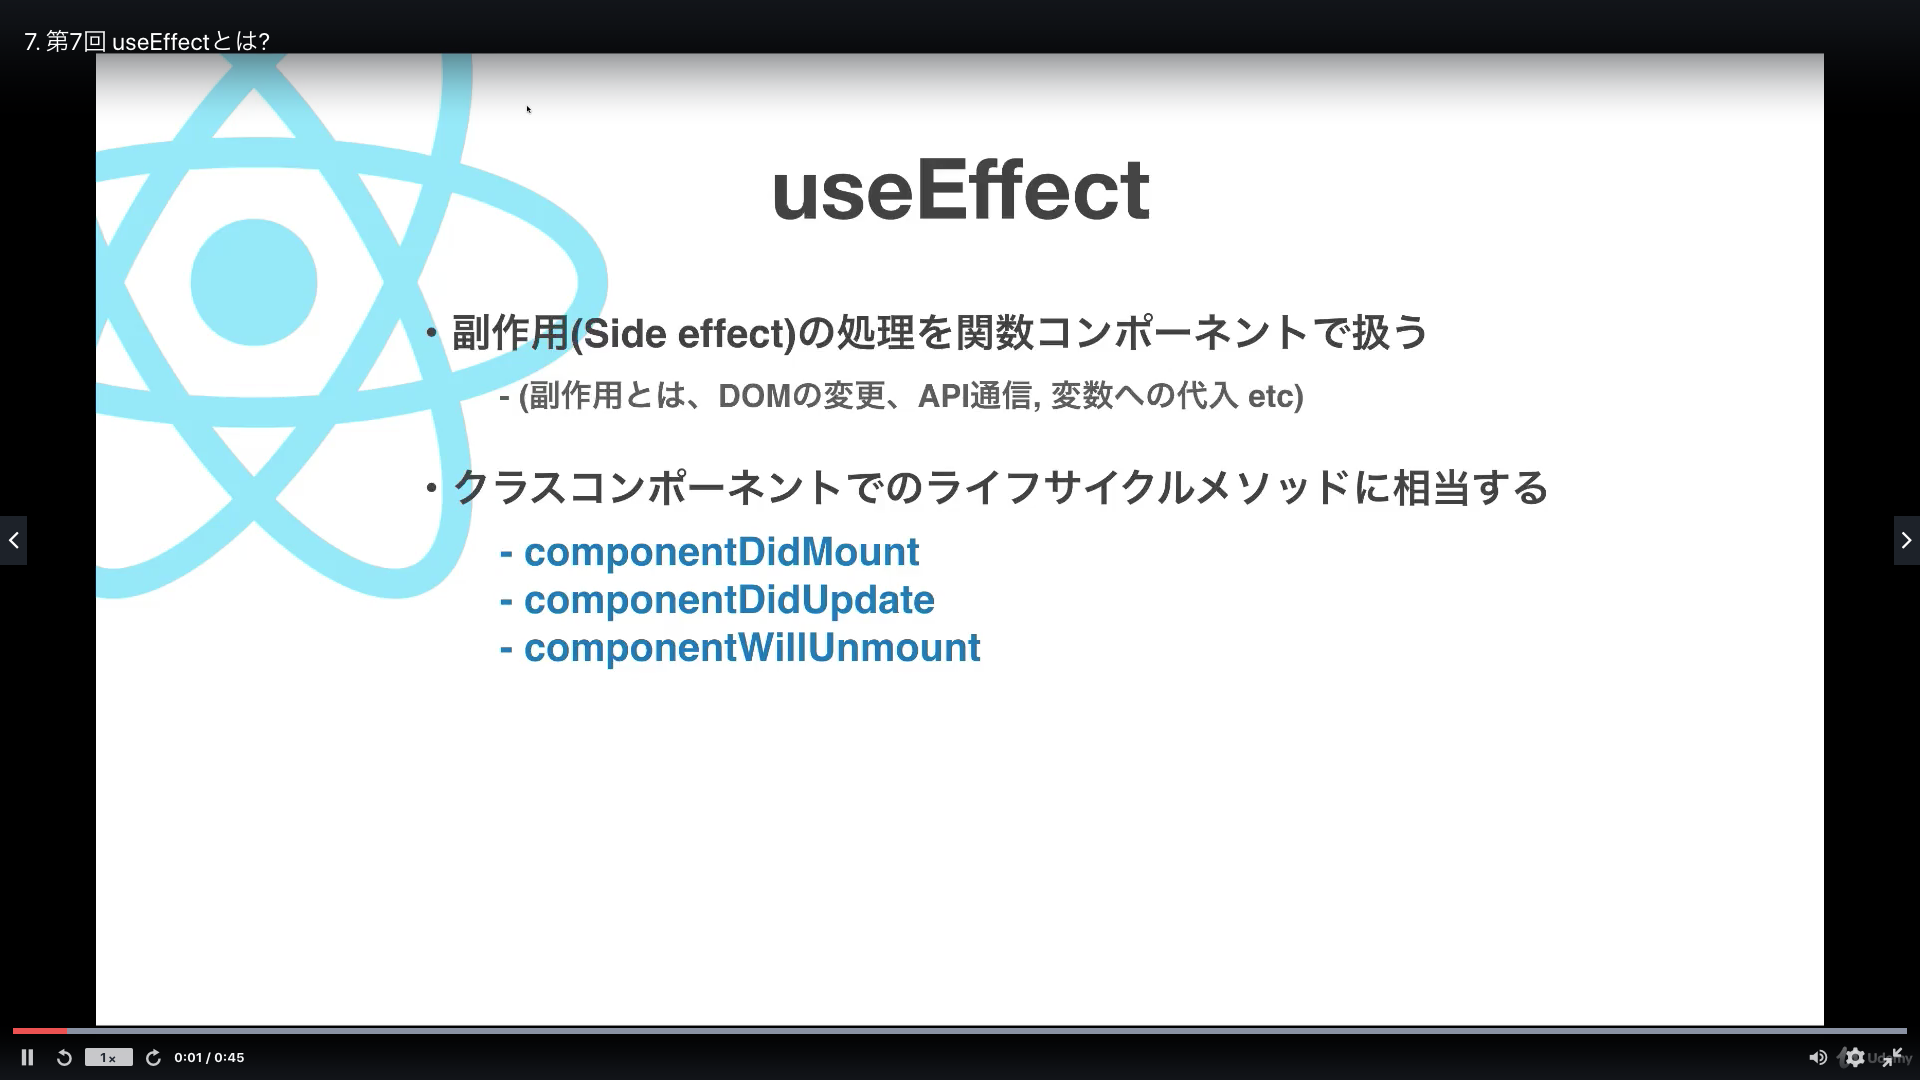 7. 第7回 useEffectとは?
useEffect
・副作用(Side effect)の処理を関数コンポーネントで扱う
- (副作用とは、DOMの変更、API通信, 変数への代入 etc)
・クラスコンポーネントでのライフサイクルメソッドに相当する
- componentDidMount
- componentDidUpdate
- componentWillUnmount
1x
0:01 / 0:45
Udemy